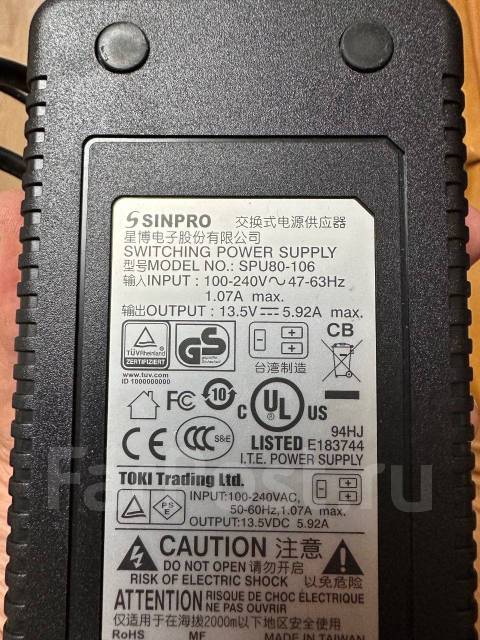 SINPRO 交换式电源供应器
星博电子股份有限公司
SWITCHING POWER SUPPLY
型号MODEL NO.: SPU80-106
输入INPUT : 100-240V~ 47-63Hz
1.07A max.
输出OUTPUT : 13.5V⎓ 5.92A max.
TÜVRheinland
ZERTIFIZIERT
GS
geprüfte
Sicherheit
CB
台湾制造
www.tuv.com
ID 1000000000
FC
10
C UL US
CE
CCC S&E
94HJ
LISTED E183744
I.T.E. POWER SUPPLY
TOKI Trading Ltd.
PSE
INPUT:100-240VAC,
50-60Hz,1.07A max.
OUTPUT:13.5VDC 5.92A
CAUTION 注意
DO NOT OPEN 请勿开启
RISK OF ELECTRIC SHOCK 以免危险
ATTENTION RISQUE DE CHOC ÉLECTRIQUE
NE PAS OUVRIR
仅适用于在海拔2000m以下地区安全使用
RoHS MF MADE IN TAIWAN